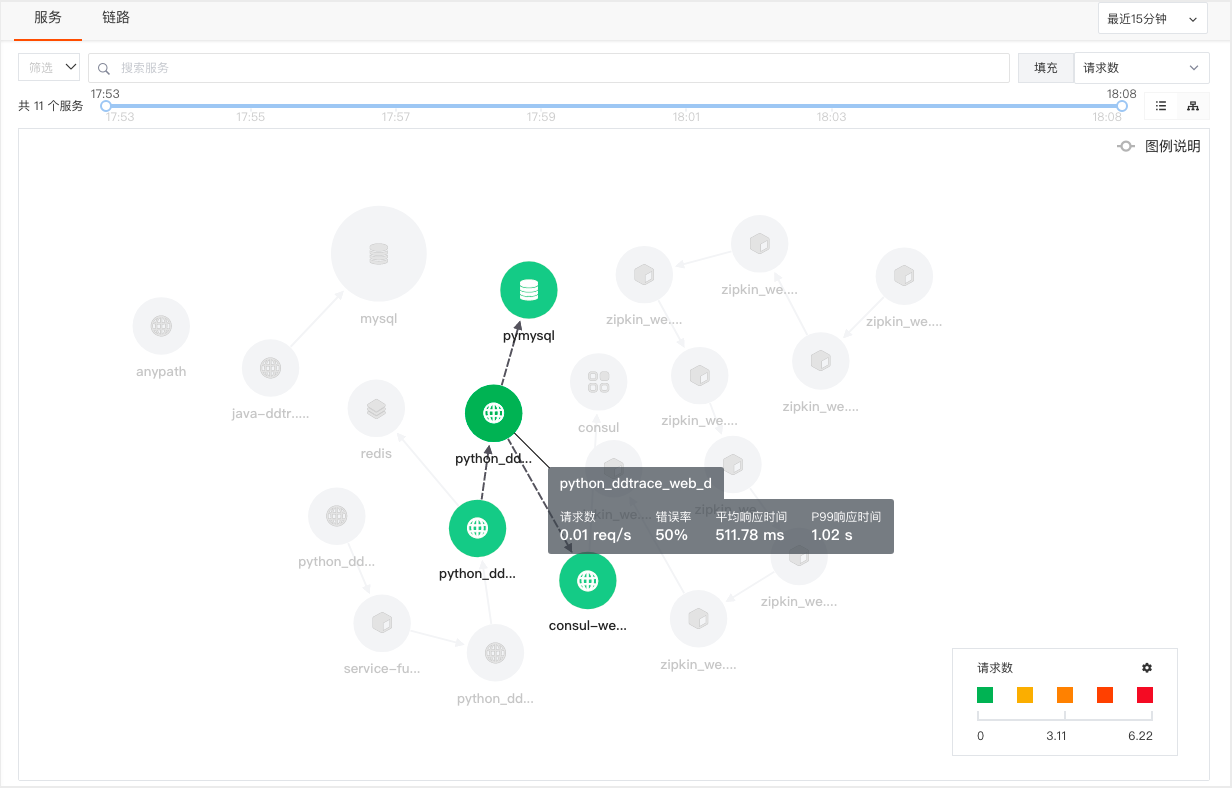 服务
链路
最近15分钟
筛选
搜索服务
填充
请求数
共 11 个服务
17:53
18:08
17:53
17:55
17:57
17:59
18:01
18:03
18:08
图例说明
mysql
pymysql
zipkin_we....
zipkin_we....
zipkin_we....
anypath
java-ddtr.....
redis
consul
zipkin_we....
zipkin_we....
python_dd...
python_ddtrace_web_d
请求数
错误率
平均响应时间
P99响应时间
0.01 req/s
50%
511.78 ms
1.02 s
zipkin_we....
zipkin_we....
python_dd...
python_dd...
consul-we...
zipkin_we....
service-fu...
python_dd...
zipkin_we....
请求数
0
3.11
6.22